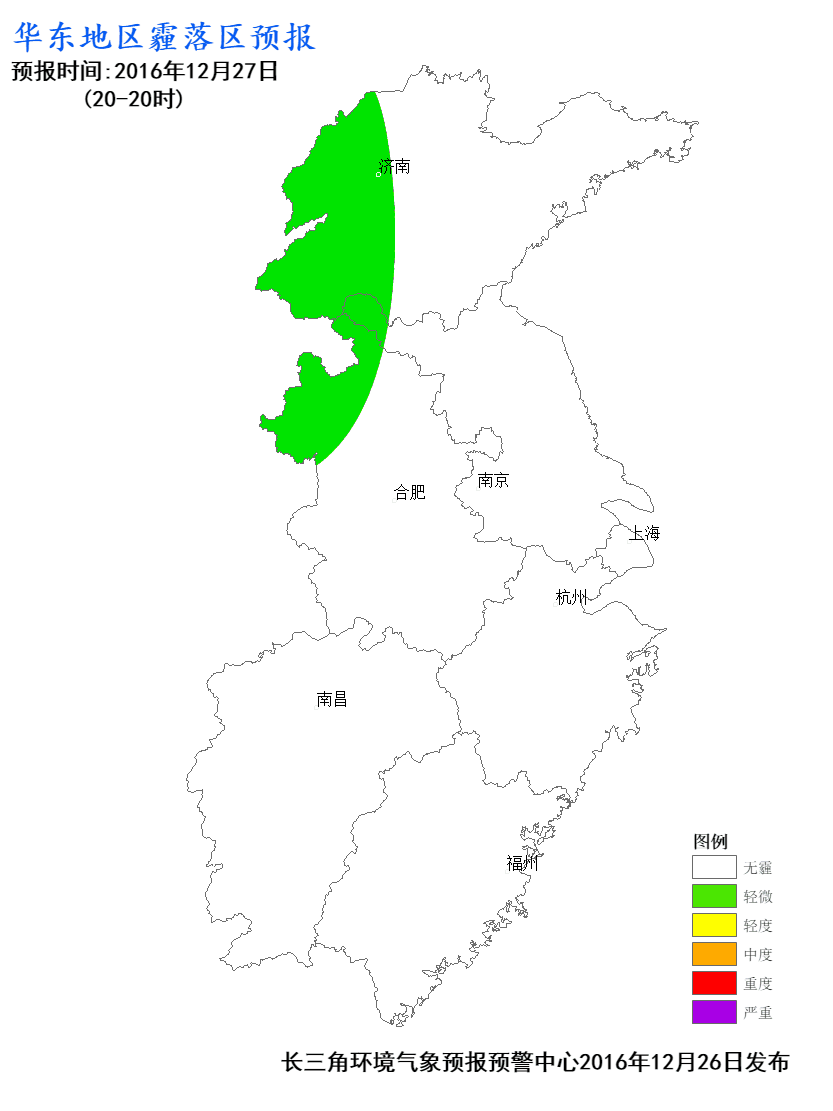 华东地区霾落区预报
预报时间:2016年12月27日
(20-20时)
济南
合肥
南京
上海
杭州
南昌
福州
图例
无霾
轻微
轻度
中度
重度
严重
长三角环境气象预报预警中心2016年12月26日发布